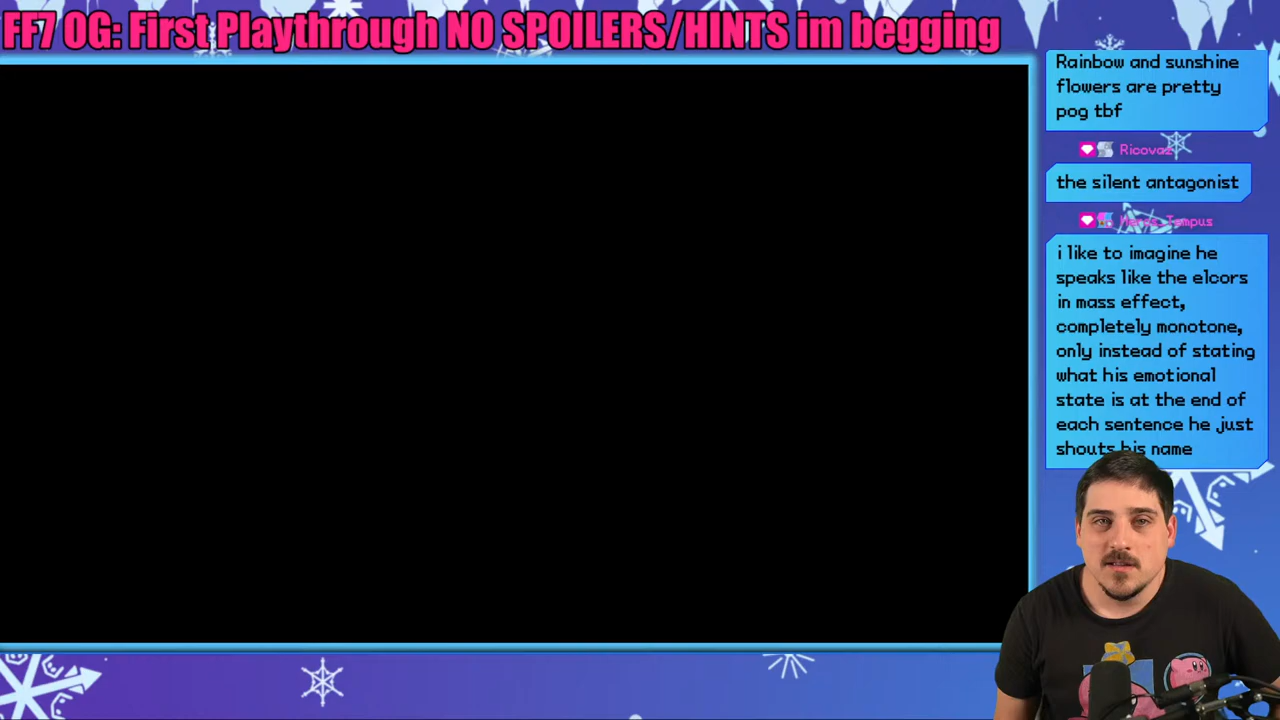 FF7 OG: First Playthrough NO SPOILERS/HINTS im begging
Rainbow and sunshine
flowers are pretty
pog tbf
the silent antagonist
Tempus
i like to imagine he
speaks like the elcors
in mass effect,
completely monotone,
only instead of stating
what his emotional
state is at the end of
each sentence he just
shouts his name